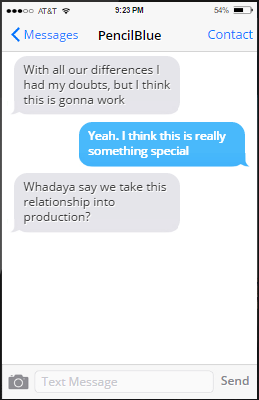 AT&T 9:23 PM 54%
Messages PencilBlue Contact
With all our differences I
had my doubts, but I think
this is gonna work
Yeah. I think this is really
something special
Whadaya say we take this
relationship into
production?
Text Message Send